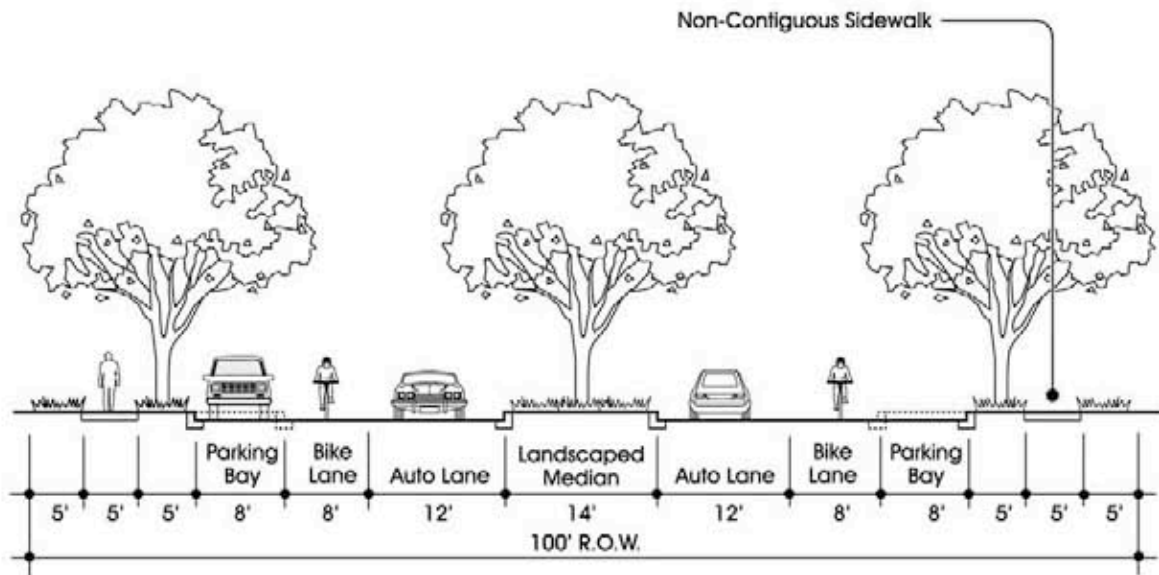 Non-Contiguous Sidewalk
Parking Bay
Bike Lane
Auto Lane
Landscaped Median
Auto Lane
Bike Lane
Parking Bay
5' 5' 5' 8' 8' 12' 14' 12' 8' 8' 5' 5' 5'
100' R.O.W.